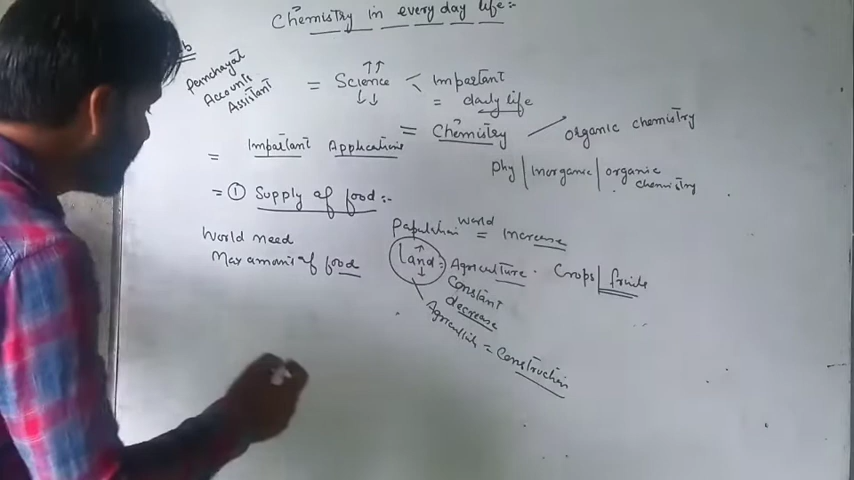 Chemistry in every day life:-
Panchayat
Accounts
Assistant
= Science
Important
= daily life
= Chemistry
organic chemistry
phy | Inorganic | organic
chemistry
= Important Applications
= ① Supply of food:-
World need
Max amount of food
Population world = Increase
Land: Agriculture. Crops | fruits
Constant
decrease
Agriculture = Construction